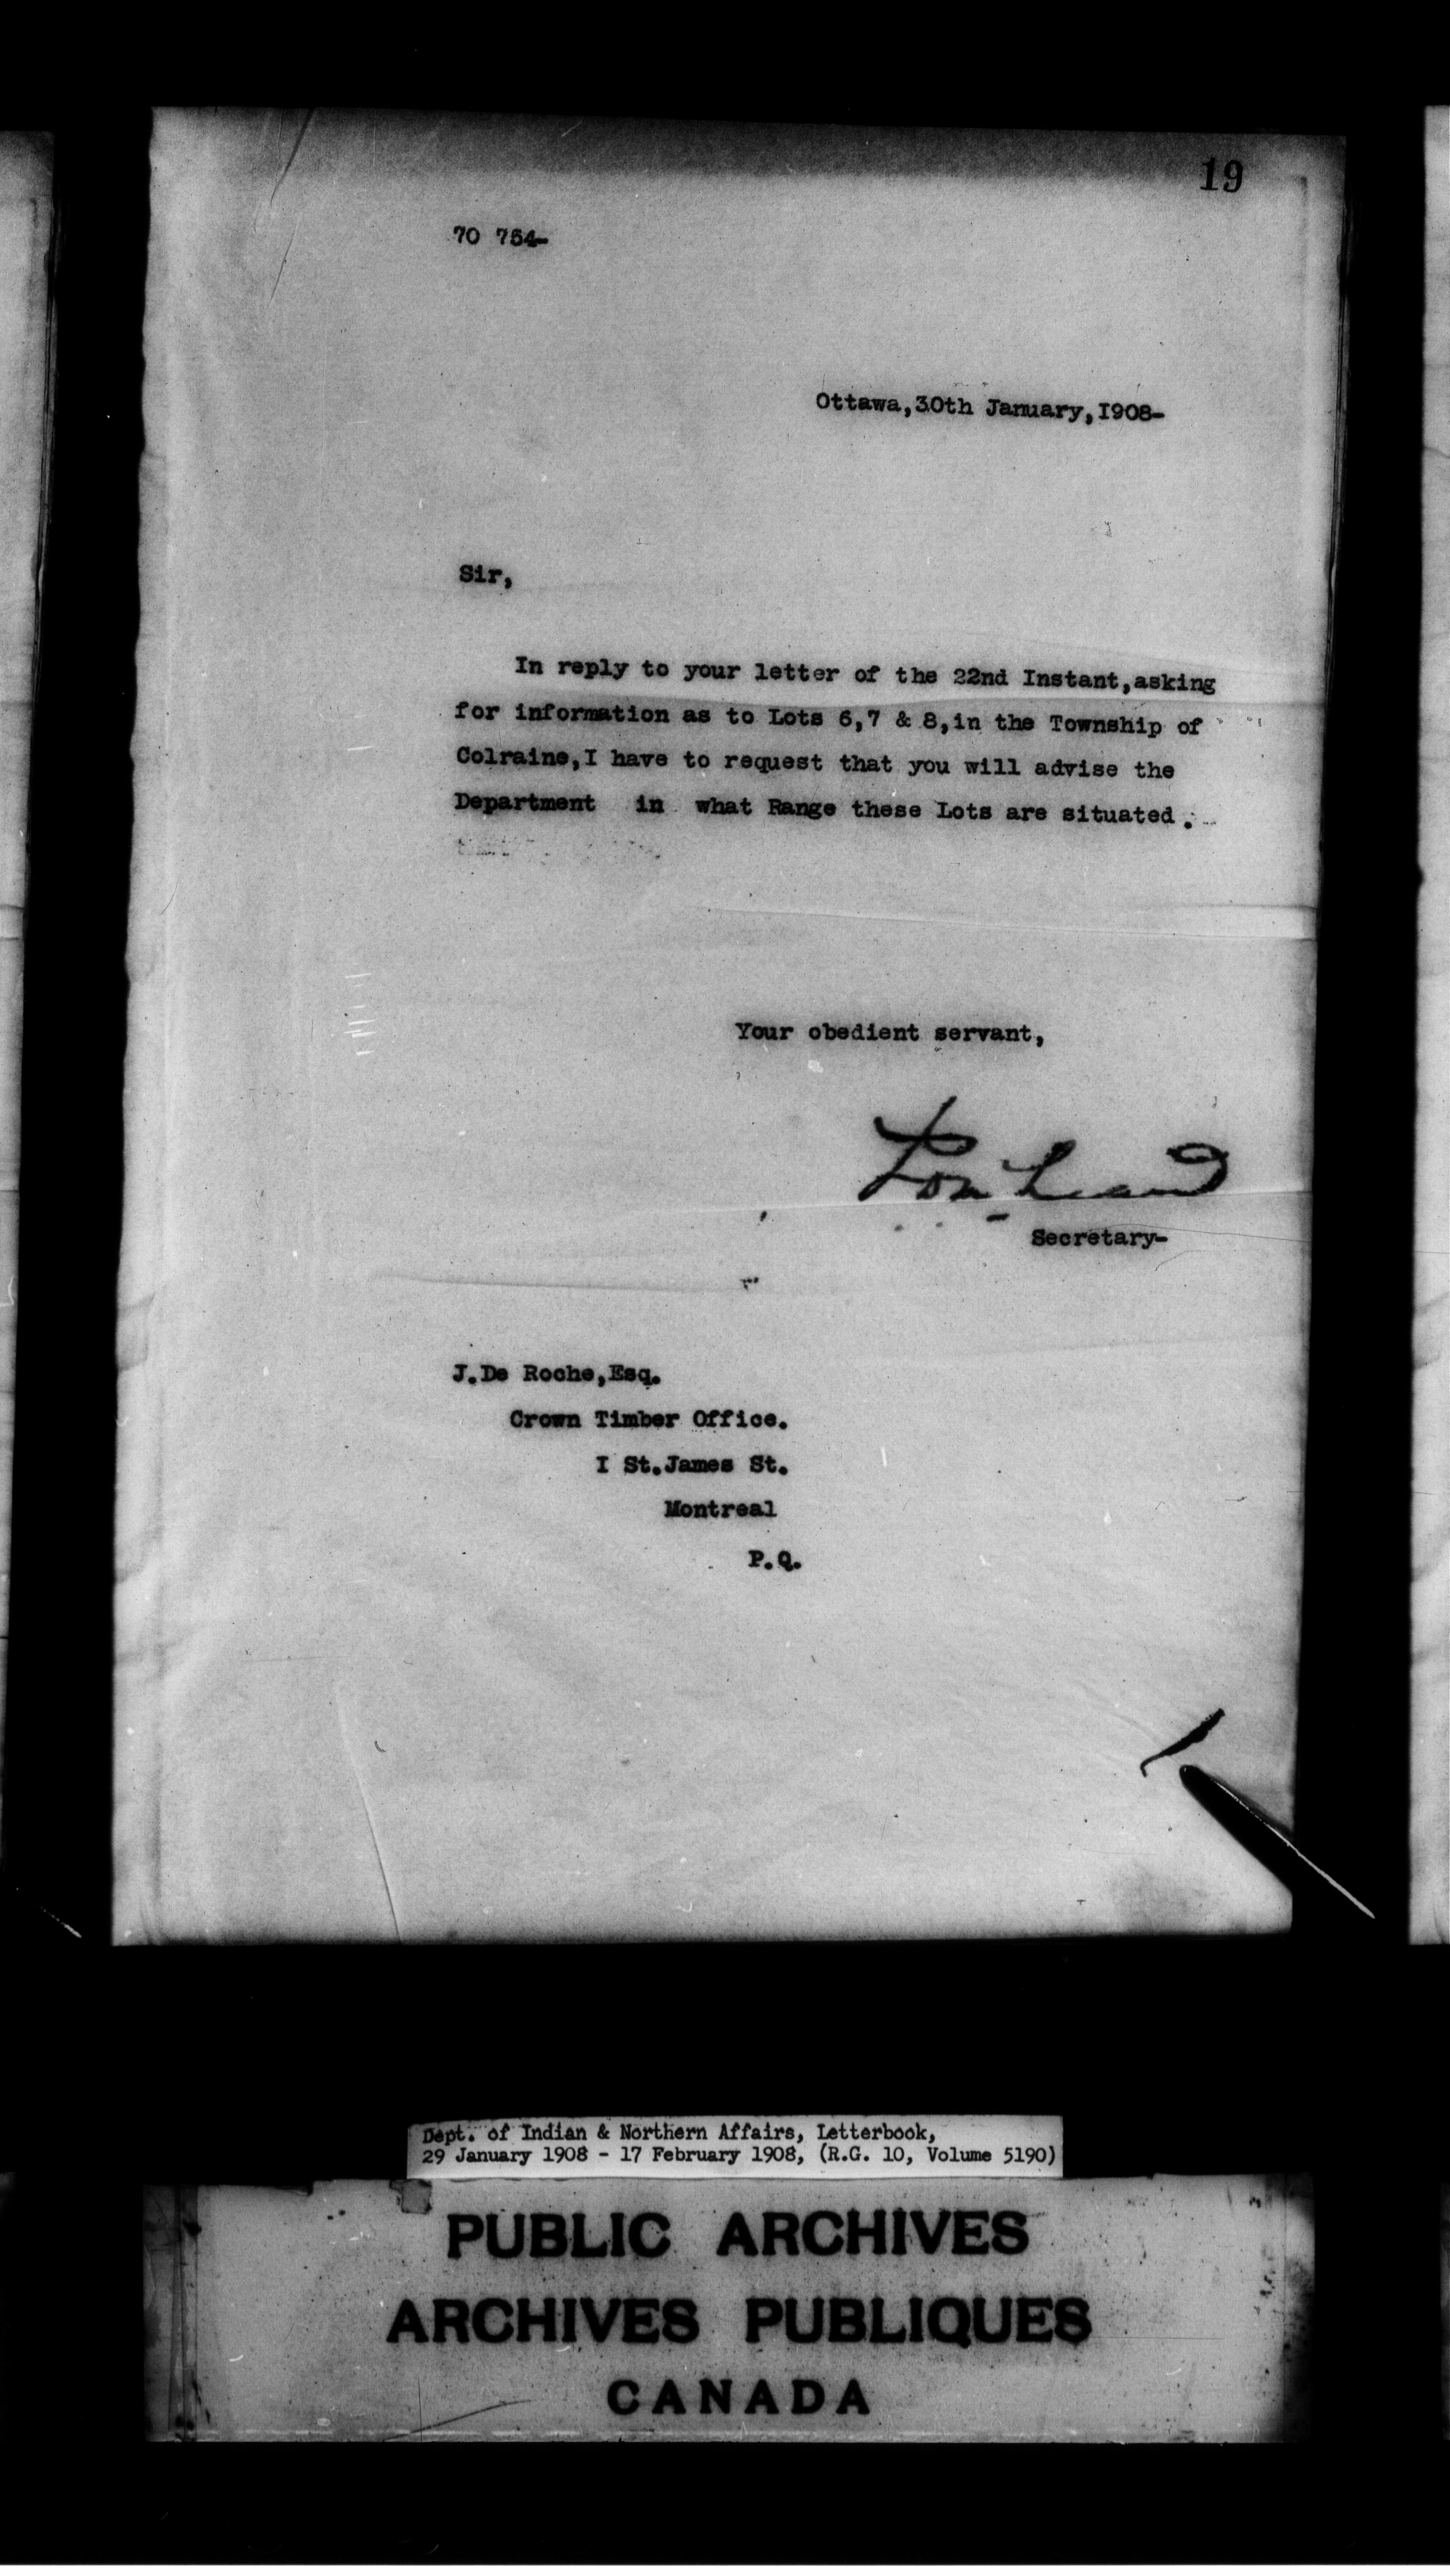 19
70 754-
Ottawa,30th January,I908-
Sir,
In reply to your letter of the 22nd Instant,asking
for information as to Lots 6,7 & 8,in the Township of
Colraine,I have to request that you will advise the
Department in what Range these Lots are situated.
Your obedient servant,
Secretary-
J.De Roche,Esq.
Crown Timber Office.
I St.James St.
Montreal
P.Q.
Dept. of Indian & Northern Affairs, Letterbook,
29 January 1908 - 17 February 1908, (R.G. 10, Volume 5190)
PUBLIC ARCHIVES
ARCHIVES PUBLIQUES
CANADA